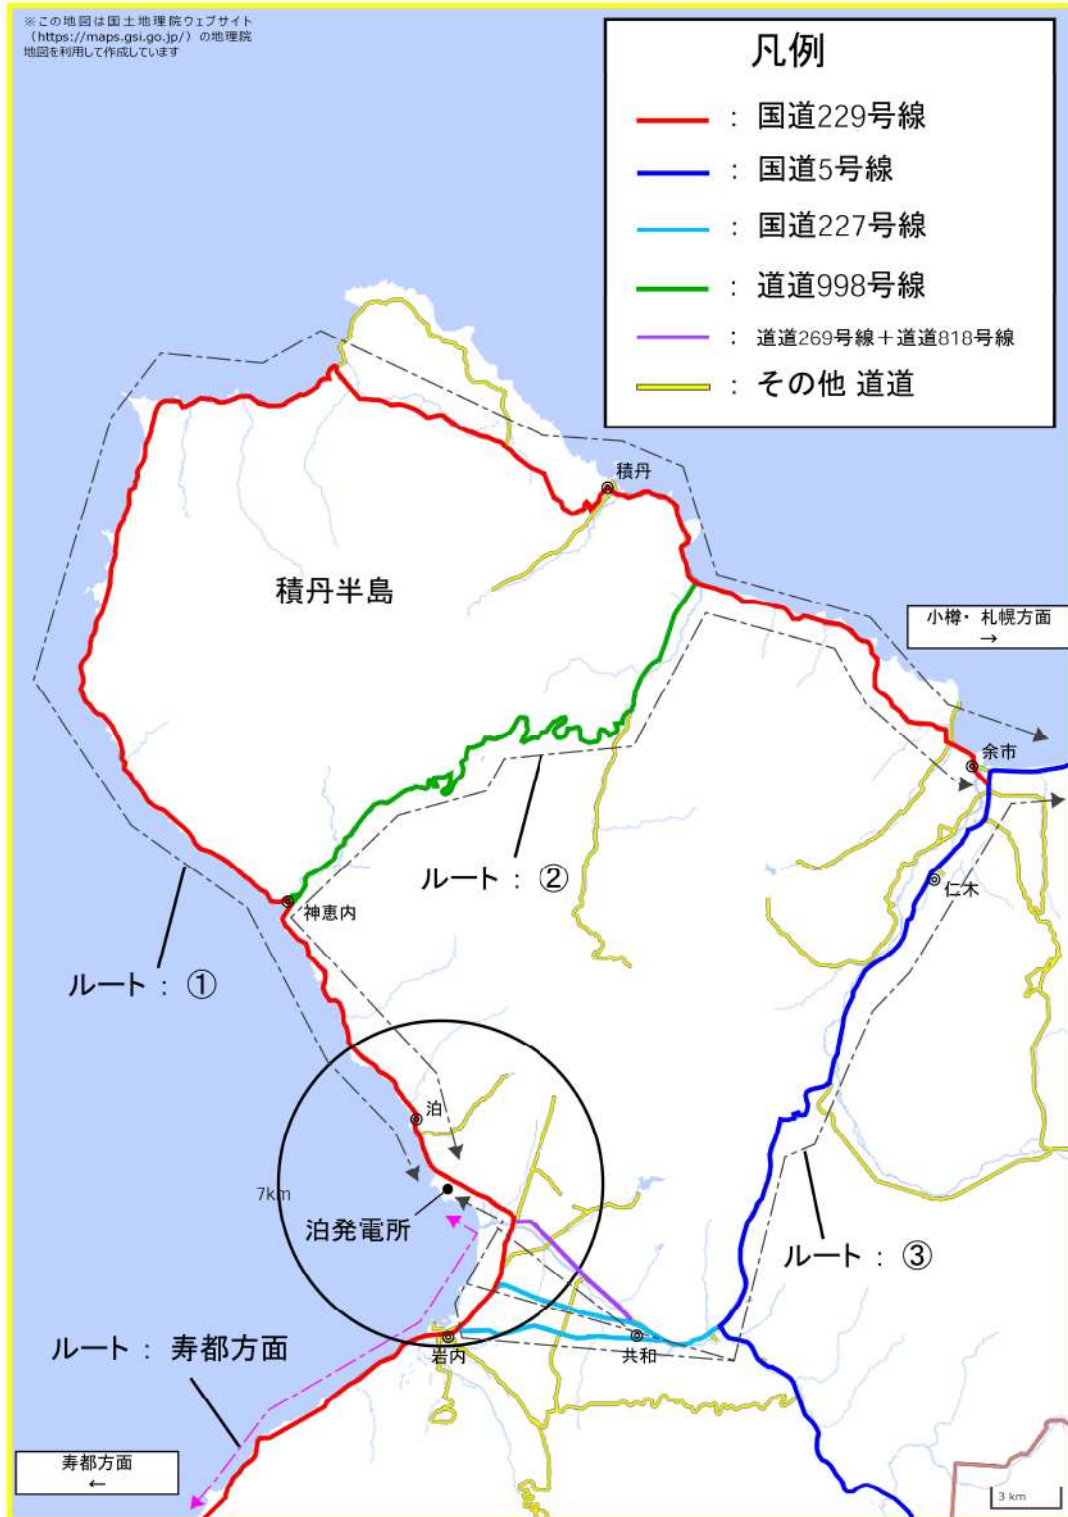 ※この地図は国土地理院ウェブサイト
（https://maps.gsi.go.jp/）の地理院
地図を利用して作成しています
凡例
： 国道229号線
： 国道5号線
： 国道227号線
： 道道998号線
： 道道269号線＋道道818号線
： その他 道道
積丹
積丹半島
小樽・札幌方面
→
余市
ルート：②
仁木
神恵内
ルート：①
泊
7km
泊発電所
ルート：③
ルート：寿都方面
岩内
共和
寿都方面
←
3 km